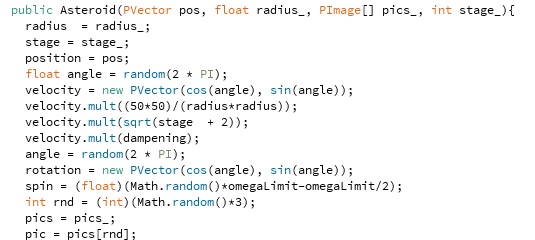 public Asteroid(PVector pos, float radius_, PImage[] pics_, int stage_){
radius  = radius_;
stage = stage_;
position = pos;
float angle = random(2 * PI);
velocity = new PVector(cos(angle), sin(angle));
velocity.mult((50*50)/(radius*radius));
velocity.mult(sqrt(stage  + 2));
velocity.mult(dampening);
angle = random(2 * PI);
rotation = new PVector(cos(angle), sin(angle));
spin = (float)(Math.random()*omegaLimit-omegaLimit/2);
int rnd = (int)(Math.random()*3);
pics = pics_;
pic = pics[rnd];